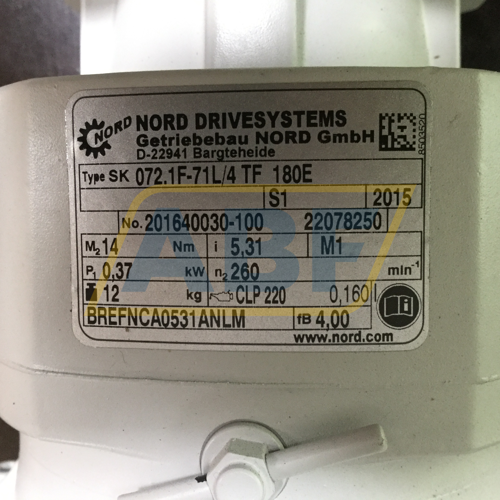 NORD
NORD DRIVESYSTEMS
Getriebebau NORD GmbH
D-22941 Bargteheide
8303520
Type SK 072.1F-71L/4 TF 180E
S1 2015
No. 201640030-100 22078250
M2 14 Nm i 5,31 M1
P1 0,37 kW n2 260 min-1
12 kg CLP 220 0,160 l
BREFNCA0531ANLM fB 4,00
www.nord.com
ABF